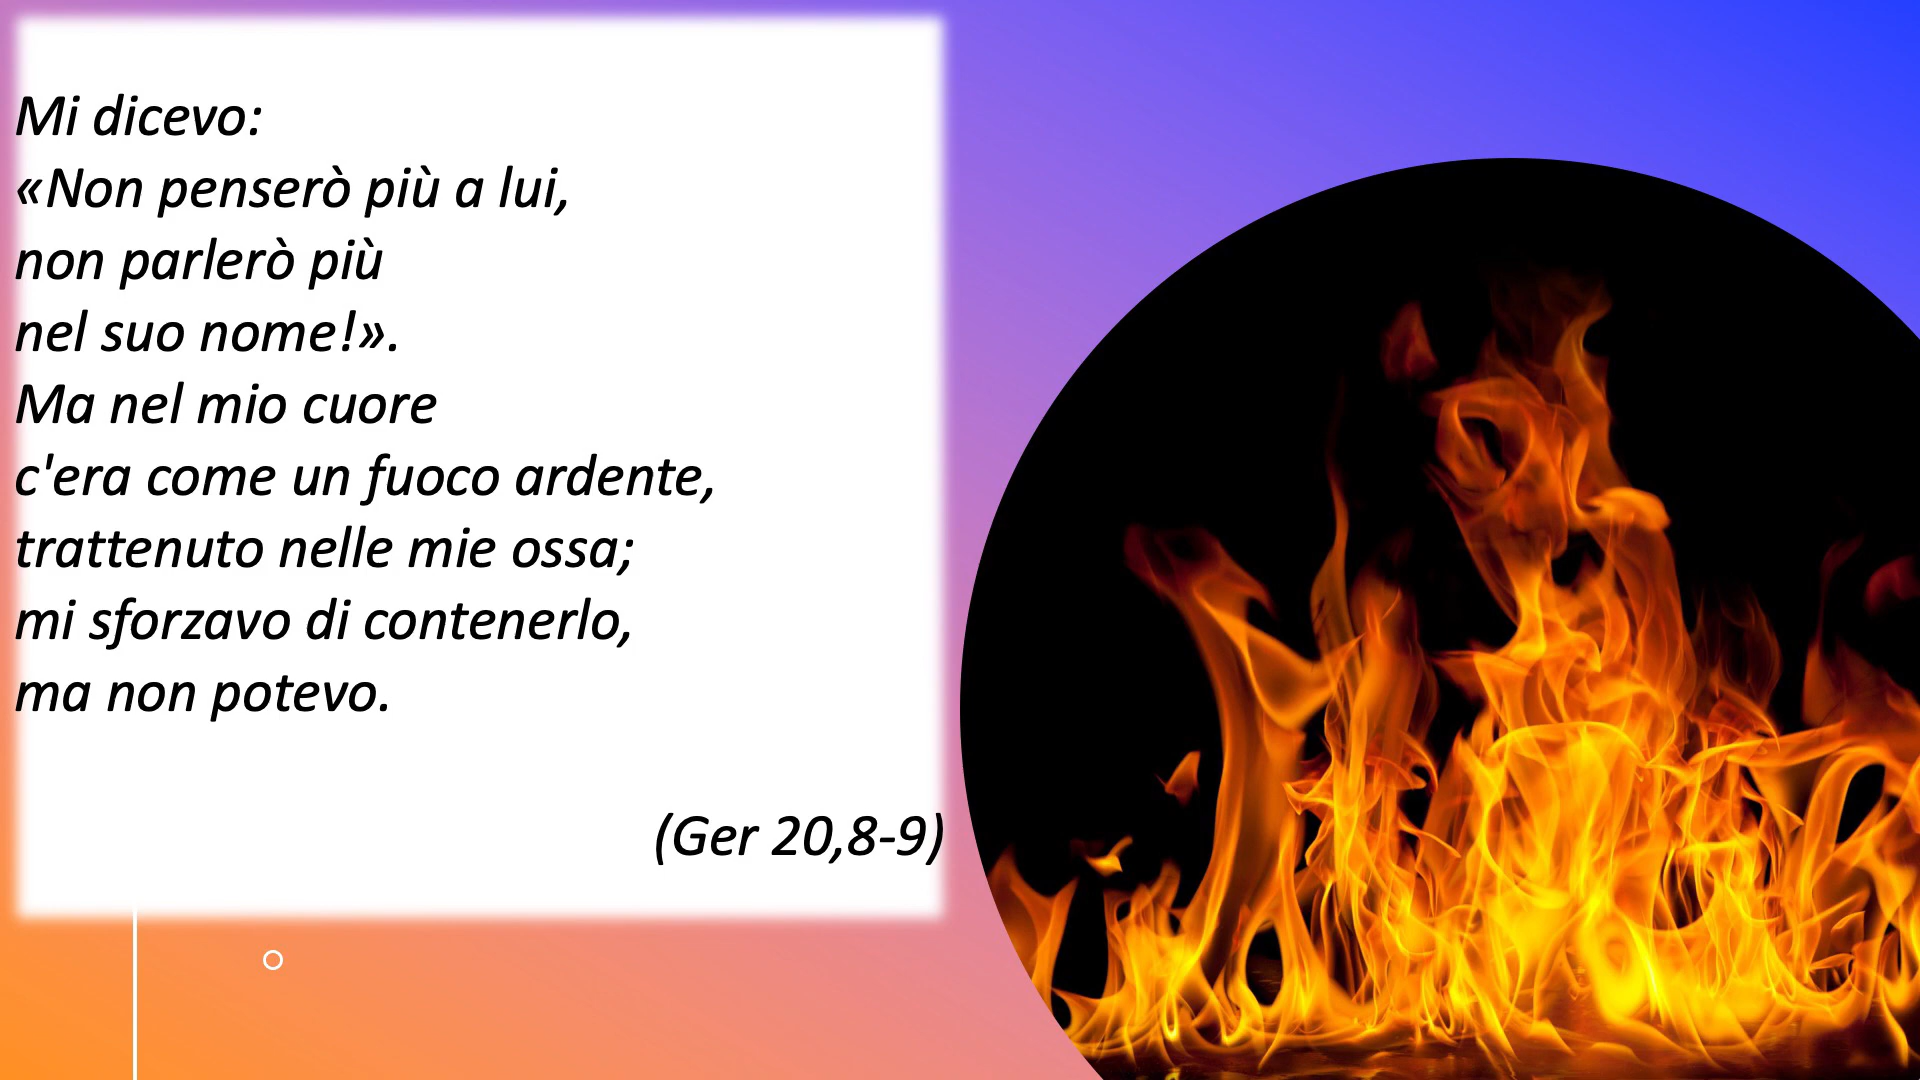 Mi dicevo:
«Non penserò più a lui,
non parlerò più
nel suo nome!».
Ma nel mio cuore
c'era come un fuoco ardente,
trattenuto nelle mie ossa;
mi sforzavo di contenerlo,
ma non potevo.
(Ger 20,8-9)